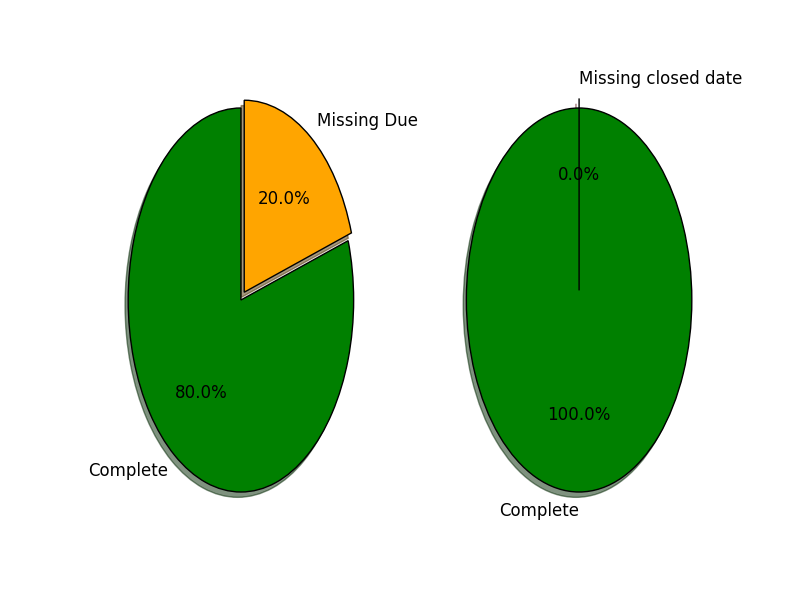 Missing Due
20.0%
80.0%
Complete
Missing closed date
0.0%
100.0%
Complete